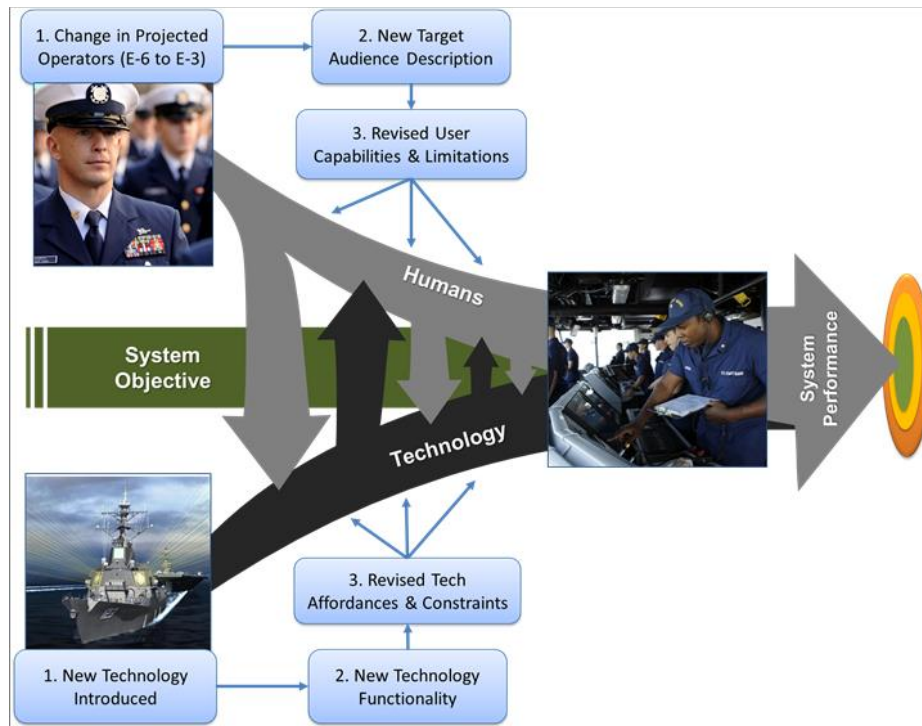 1. Change in Projected
Operators (E-6 to E-3)
2. New Target
Audience Description
3. Revised User
Capabilities & Limitations
Humans
System
Objective
System
Performance
Technology
3. Revised Tech
Affordances & Constraints
1. New Technology
Introduced
2. New Technology
Functionality